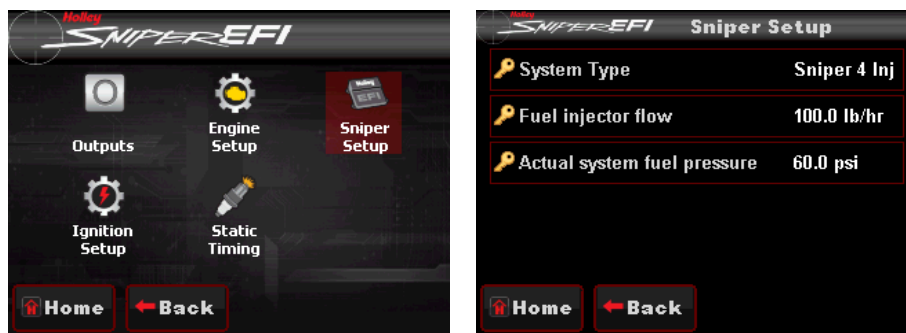 Holley
SNIPER EFI
Outputs
Engine
Setup
Holley
EFI
Sniper
Setup
Ignition
Setup
Static
Timing
Home
Back
Holley
SNIPER EFI
Sniper Setup
System Type Sniper 4 Inj
Fuel injector flow 100.0 lb/hr
Actual system fuel pressure 60.0 psi
Home
Back